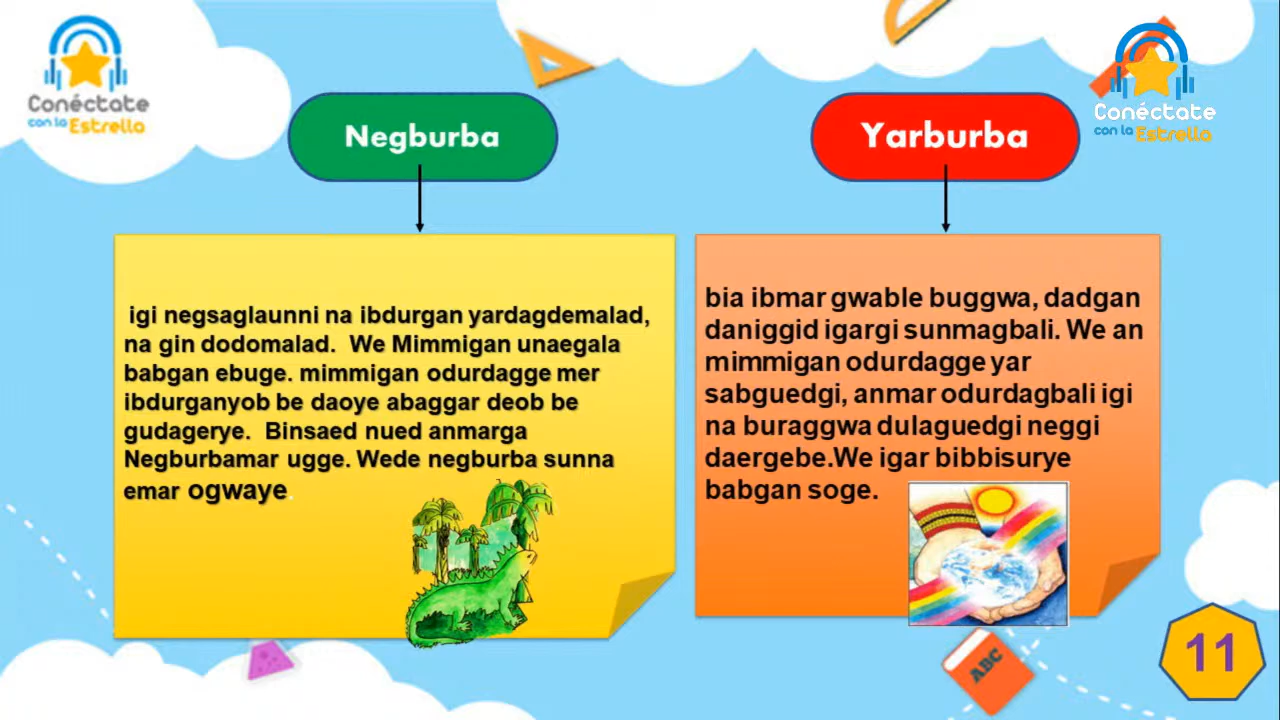 Conéctate
con la Estrella
Conéctate
con la Estrella
Negburba
Yarburba
igi negsaglaunni na ibdurgan yardagdemalad,
na gin dodomalad. We Mimmigan unaegala
babgan ebuge. mimmigan odurdagge mer
ibdurganyob be daoye abaggar deob be
gudagerye. Binsaed nued anmarga
Negburbamar ugge. Wede negburba sunna
emar ogwaye.
bia ibmar gwable buggwa, dadgan
daniggid igargi sunmagbali. We an
mimmigan odurdagge yar
sabguedgi, anmar odurdagbali igi
na buraggwa dulaguedgi neggi
daergebe.We igar bibbisurye
babgan soge.
ABC
11